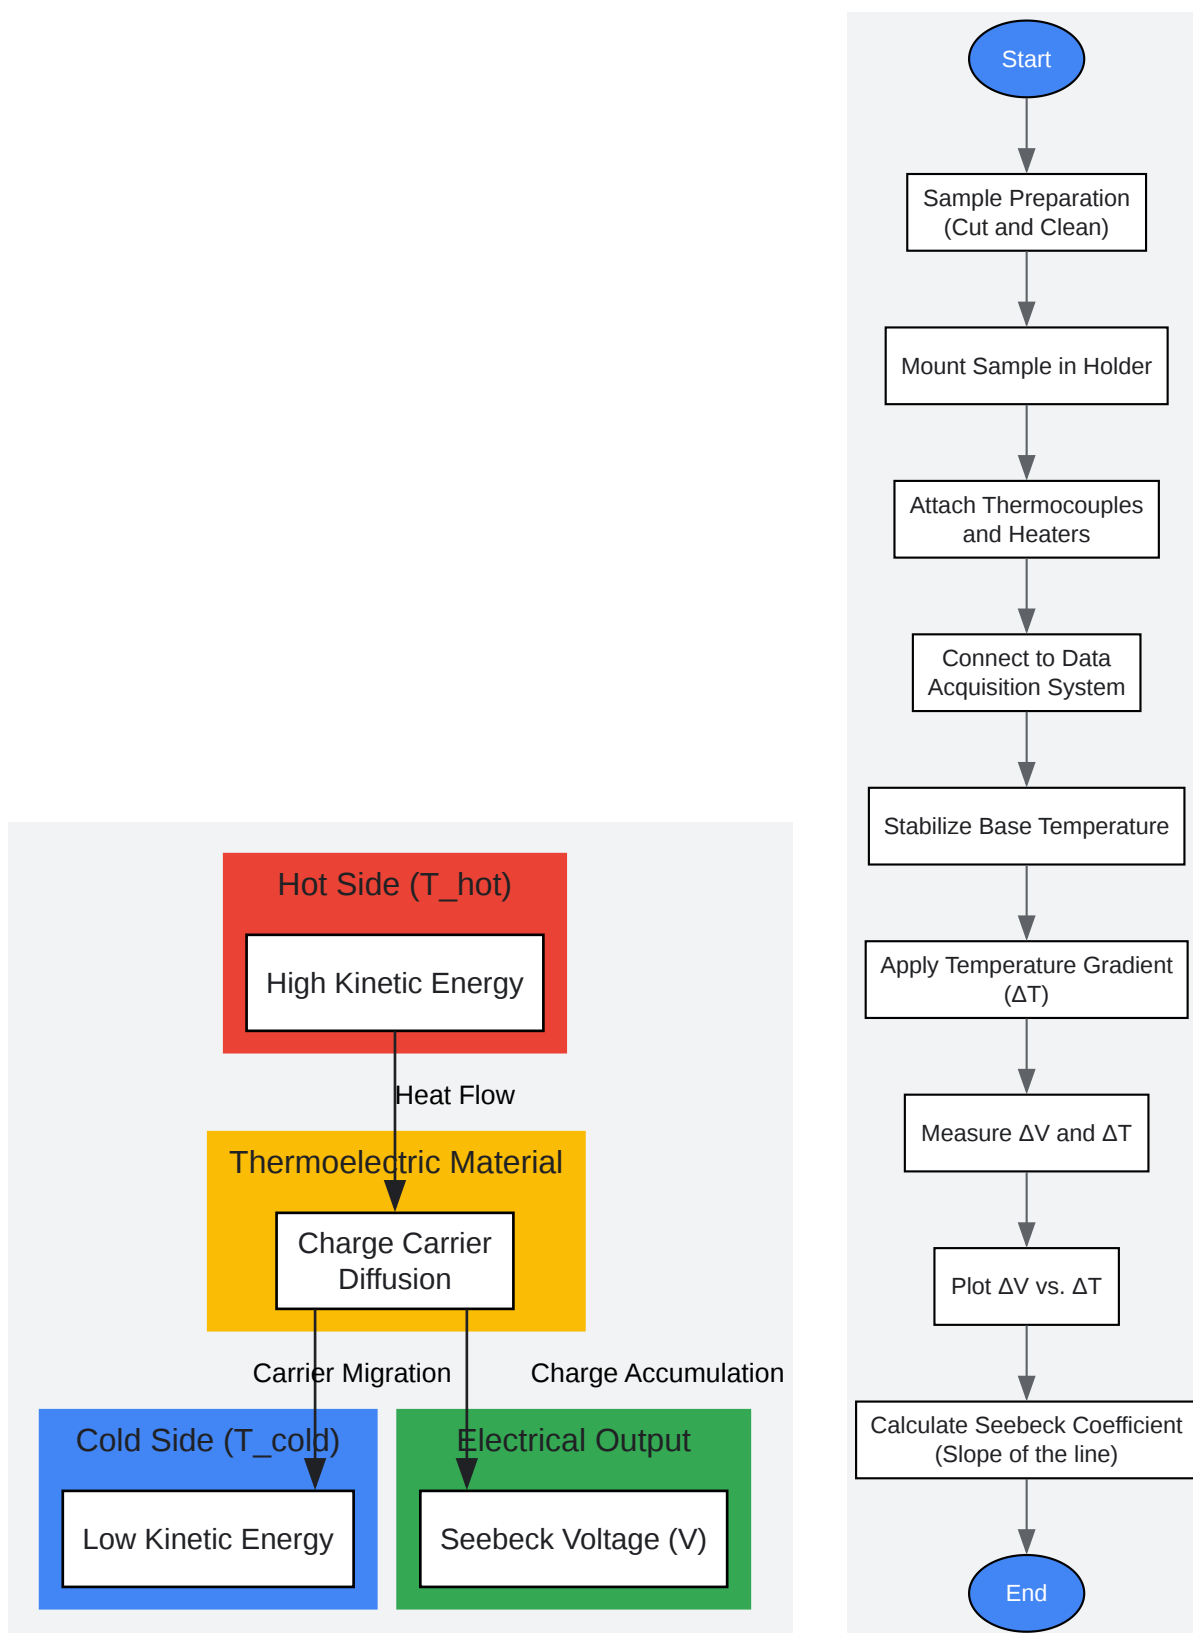 Hot Side (T_hot)
High Kinetic Energy
Heat Flow
Thermoelectric Material
Charge Carrier
Diffusion
Carrier Migration
Charge Accumulation
Cold Side (T_cold)
Electrical Output
Low Kinetic Energy
Seebeck Voltage (V)
Start
Sample Preparation
(Cut and Clean)
Mount Sample in Holder
Attach Thermocouples
and Heaters
Connect to Data
Acquisition System
Stabilize Base Temperature
Apply Temperature Gradient
(ΔT)
Measure ΔV and ΔT
Plot ΔV vs. ΔT
Calculate Seebeck Coefficient
(Slope of the line)
End